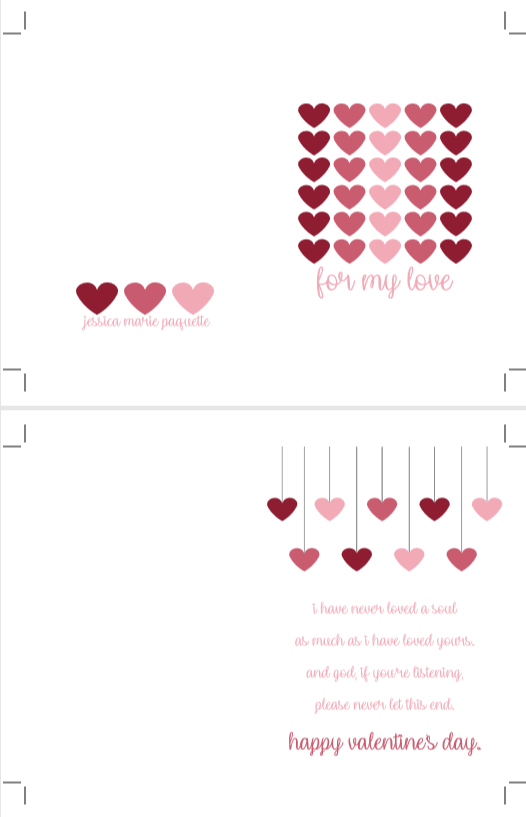 for my love
jessica marie paquette
i have never loved a soul
as much as i have loved yours.
and god, if you're listening,
please never let this end.
happy valentine's day.